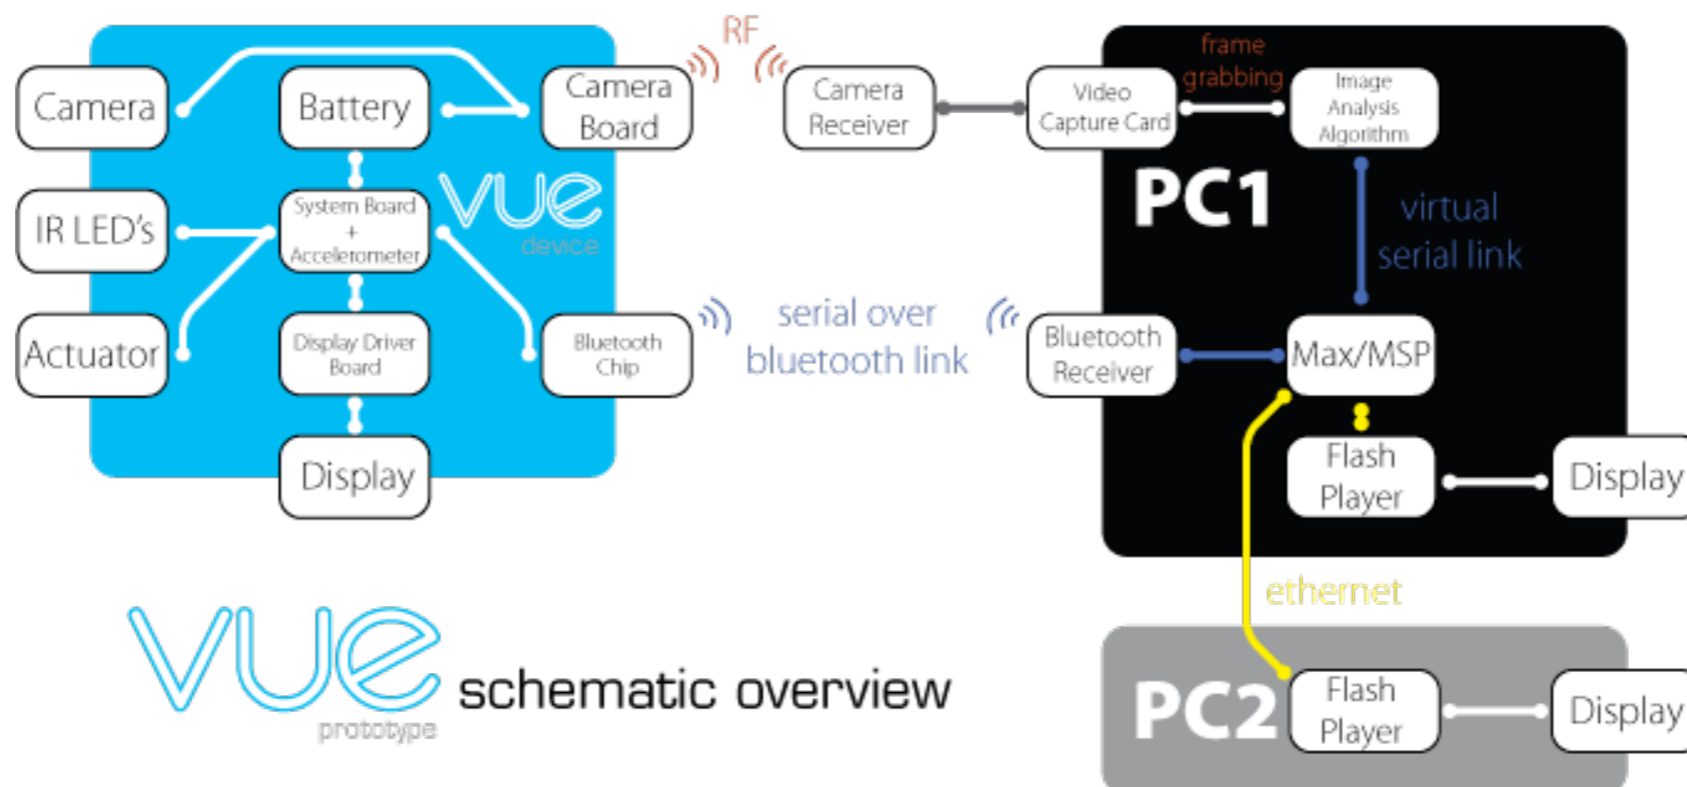 RF
Camera
Battery
Camera
Board
Camera
Receiver
Video
Capture Card
frame
grabbing
Image
Analysis
Algorithm
IR LED's
System Board
+
Accelerometer
vue
device
PC1
virtual
serial link
Actuator
Display Driver
Board
Bluetooth
Chip
serial over
bluetooth link
Bluetooth
Receiver
Max/MSP
Display
Flash
Player
Display
ethernet
vue
prototype
schematic overview
PC2
Flash
Player
Display